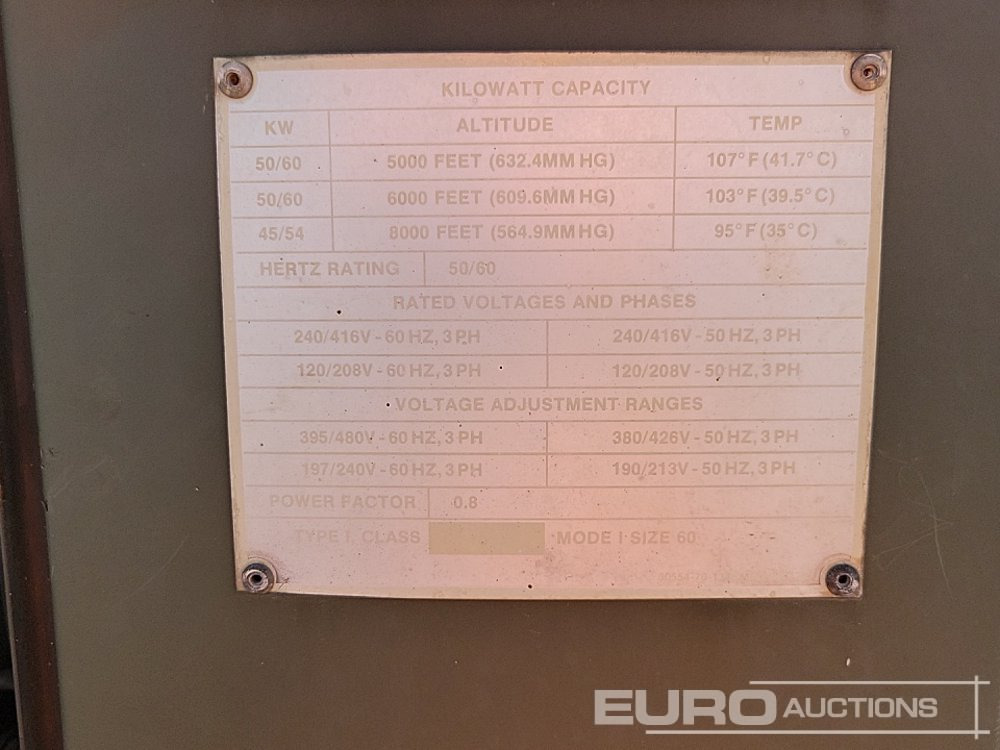 KILOWATT CAPACITY
KW ALTITUDE TEMP
50/60 5000 FEET (632.4MM HG) 107°F (41.7°C)
50/60 6000 FEET (609.6MM HG) 103°F (39.5°C)
45/54 8000 FEET (564.9MM HG) 95°F (35°C)
HERTZ RATING 50/60
RATED VOLTAGES AND PHASES
240/416V - 60 HZ, 3 PH 240/416V - 50 HZ, 3 PH
120/208V - 60 HZ, 3 PH 120/208V - 50 HZ, 3 PH
VOLTAGE ADJUSTMENT RANGES
395/480V - 60 HZ, 3 PH 380/426V - 50 HZ, 3 PH
197/240V - 60 HZ, 3 PH 190/213V - 50 HZ, 3 PH
POWER FACTOR 0.8
TYPE I, CLASS MODE I SIZE 60
EURO AUCTIONS